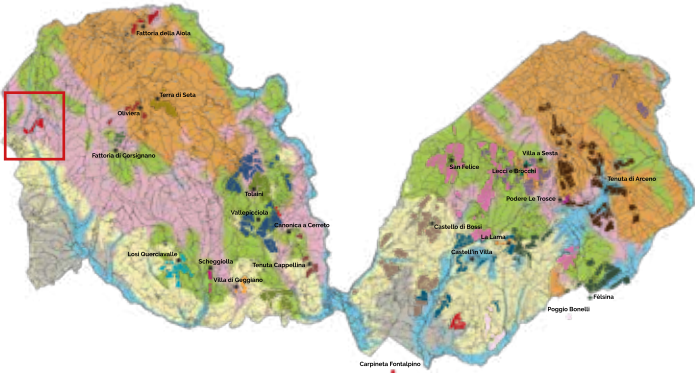 Fattoria della Aiola
Terra di Seta
Oliviera
Fattoria di Corsignano
Villa a Sesta
San Felice
Lecci e Brocchi
Tenuta di Arceno
Tolaini
Podere Le Trosce
Vallepicciola
Canonica a Cerreto
Castello di Bossi
La Lama
Losi Querciavalle
Scheggiolla
Tenuta Cappellina
Castell'in Villa
Villa di Geggiano
Felsina
Poggio Bonelli
Carpineta Fontalpino